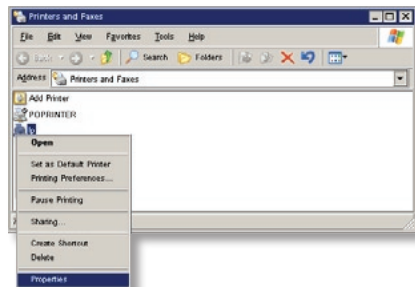 Printers and Faxes
File Edit View Favorites Tools Help
Back Search Folders
Address Printers and Faxes
Add Printer
POPRINTER
lp
Open
Set as Default Printer
Printing Preferences...
Pause Printing
Sharing...
Create Shortcut
Delete
Properties